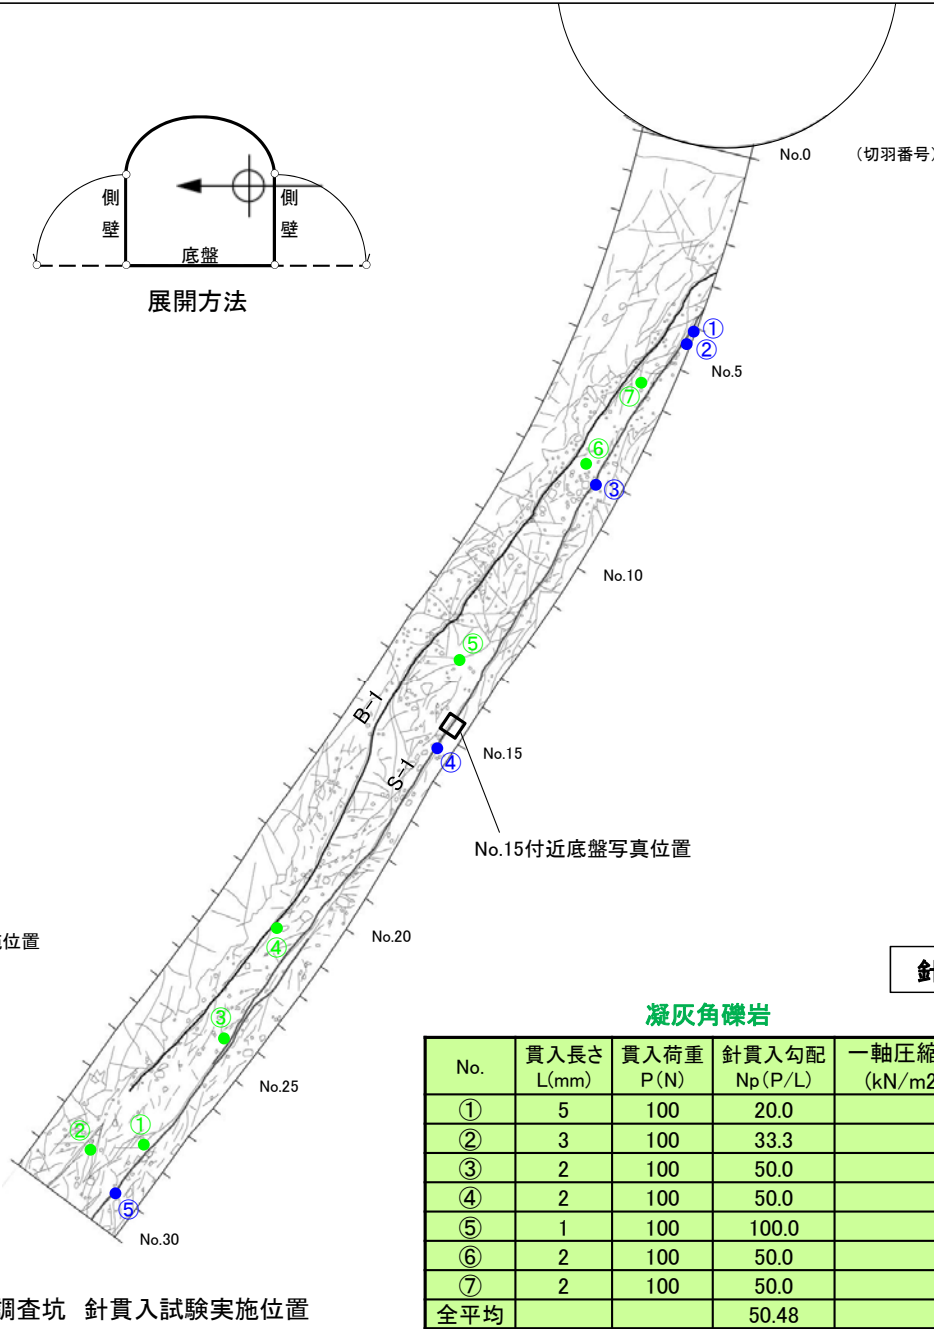 No.0 (切羽番号)
側壁
側壁
底盤
展開方法
①
②
No.5
⑦
⑥
③
No.10
⑤
B-1
No.15
④
S-1
No.15付近底盤写真位置
④
No.20
位置
③
No.25
②
①
⑤
No.30
調査坑 針貫入試験実施位置
針
凝灰角礫岩
No. 貫入長さ 貫入荷重 針貫入勾配 一軸圧縮
L(mm) P(N) Np(P/L) (kN/m2
① 5 100 20.0
② 3 100 33.3
③ 2 100 50.0
④ 2 100 50.0
⑤ 1 100 100.0
⑥ 2 100 50.0
⑦ 2 100 50.0
全平均 50.48